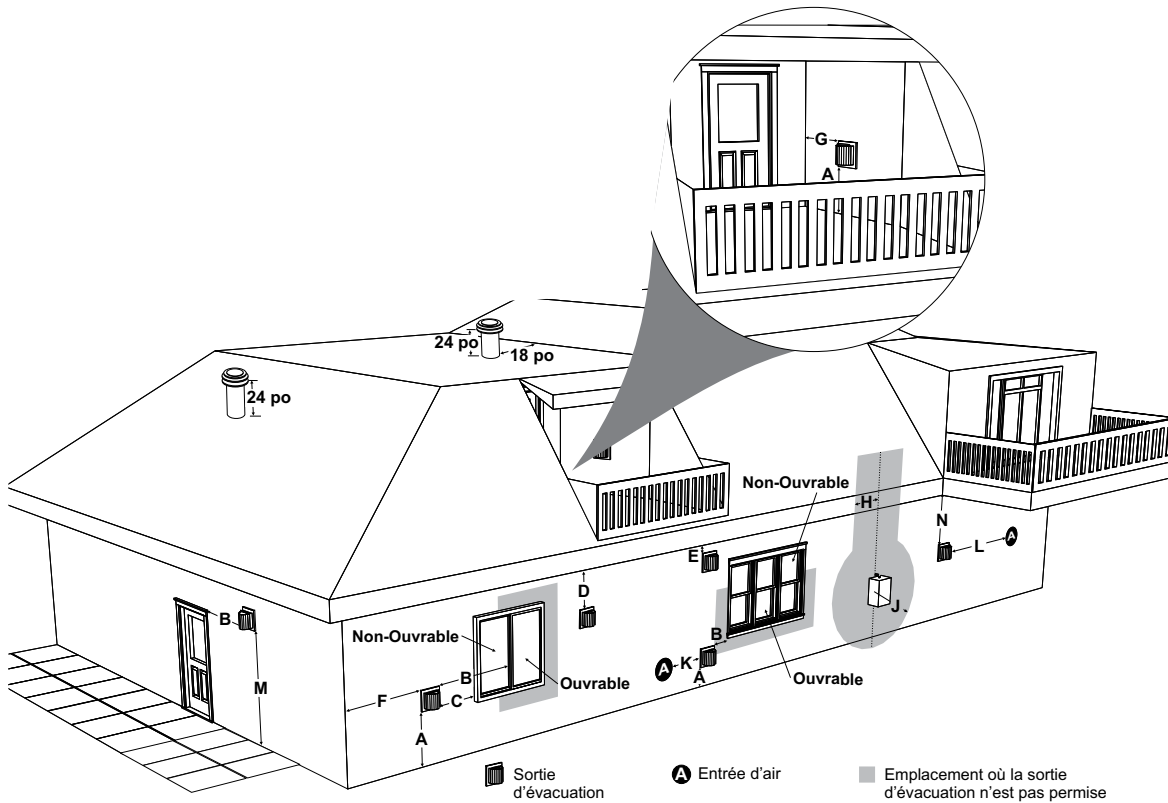 G
A
24 po
18 po
24 po
Non-Ouvrable
H
N
L
A
E
D
J
B
B
Non-Ouvrable
B
K
A
A
Ouvrable
Ouvrable
M
F
C
A
Sortie
d'évacuation
A Entrée d'air
Emplacement où la sortie
d'évacuation n'est pas permise